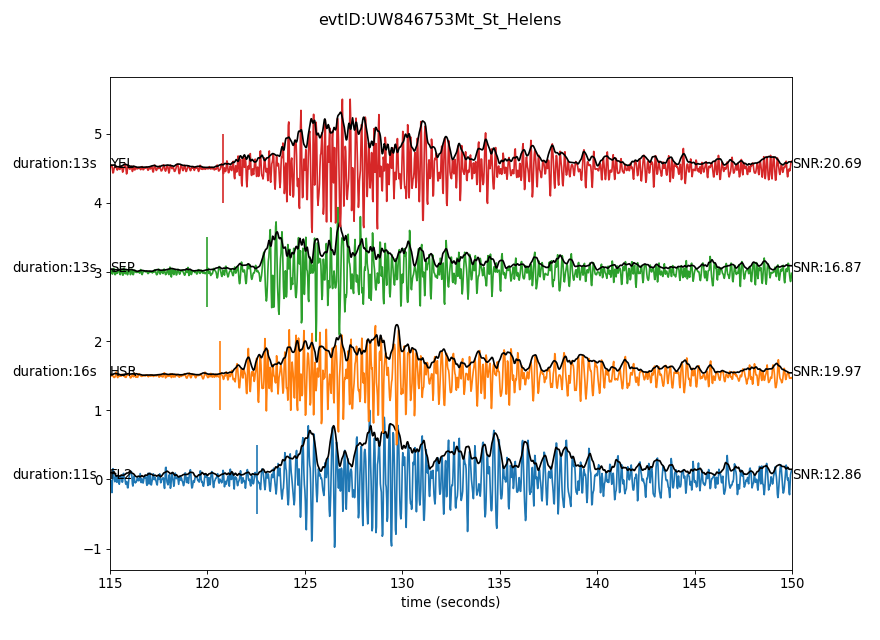 evtID:UW846753Mt_St_Helens
5
duration:13s YEL SNR:20.69
4
duration:13s SEP SNR:16.87
3
2
duration:16s HSR SNR:19.97
1
duration:11s FL2 SNR:12.86
0
−1
115 120 125 130 135 140 145 150
time (seconds)